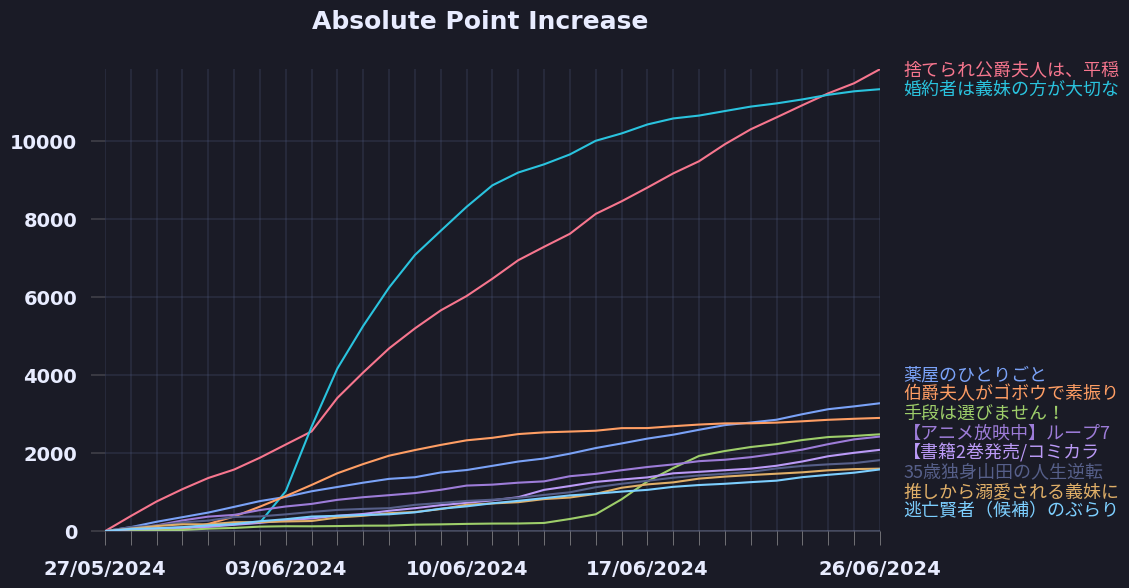 Absolute Point Increase
捨てられ公爵夫人は、平穏
婚約者は義妹の方が大切な
10000
8000
6000
4000
2000
0
薬屋のひとりごと
伯爵夫人がゴボウで素振り
手段は選びません！
【アニメ放映中】ループ7
【書籍2巻発売/コミカラ
35歳独身山田の人生逆転
推しから溺愛される義妹に
逃亡賢者（候補）のぶらり
27/05/2024
03/06/2024
10/06/2024
17/06/2024
26/06/2024